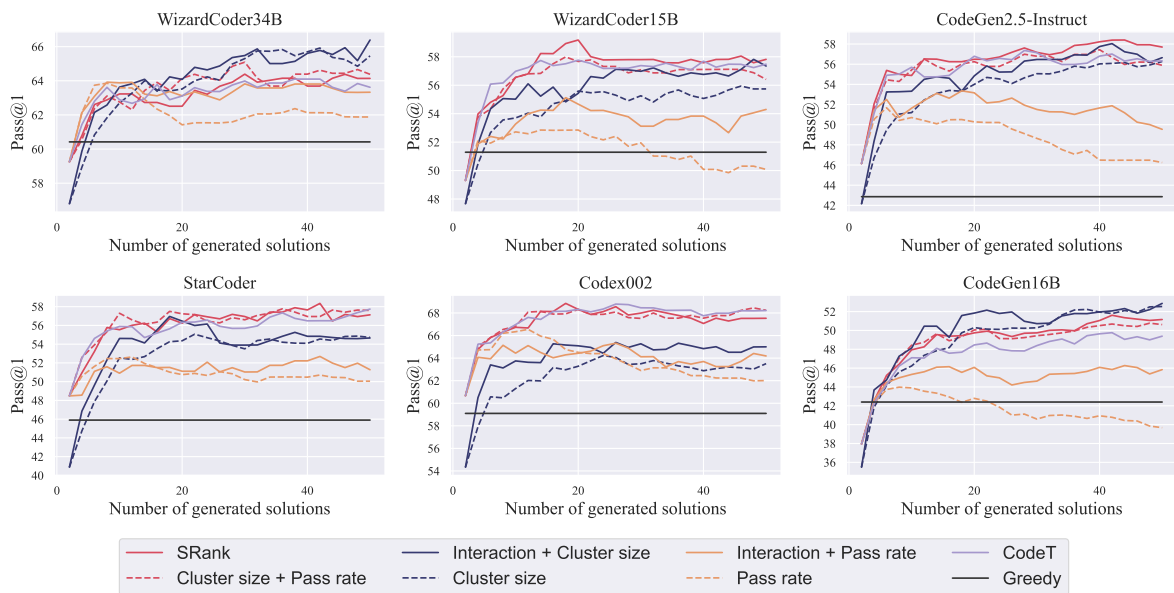 WizardCoder34B
WizardCoder15B
CodeGen2.5-Instruct
Pass@1
66
64
62
60
58
0
20
40
Number of generated solutions
Pass@1
58
56
54
52
50
48
0
20
40
Number of generated solutions
Pass@1
58
56
54
52
50
48
46
44
42
0
20
40
Number of generated solutions
StarCoder
Codex002
CodeGen16B
Pass@1
58
56
54
52
50
48
46
44
42
40
0
20
40
Number of generated solutions
Pass@1
68
66
64
62
60
58
56
54
0
20
40
Number of generated solutions
Pass@1
52
50
48
46
44
42
40
38
36
0
20
40
Number of generated solutions
SRank
Interaction + Cluster size
Interaction + Pass rate
CodeT
Cluster size + Pass rate
Cluster size
Pass rate
Greedy